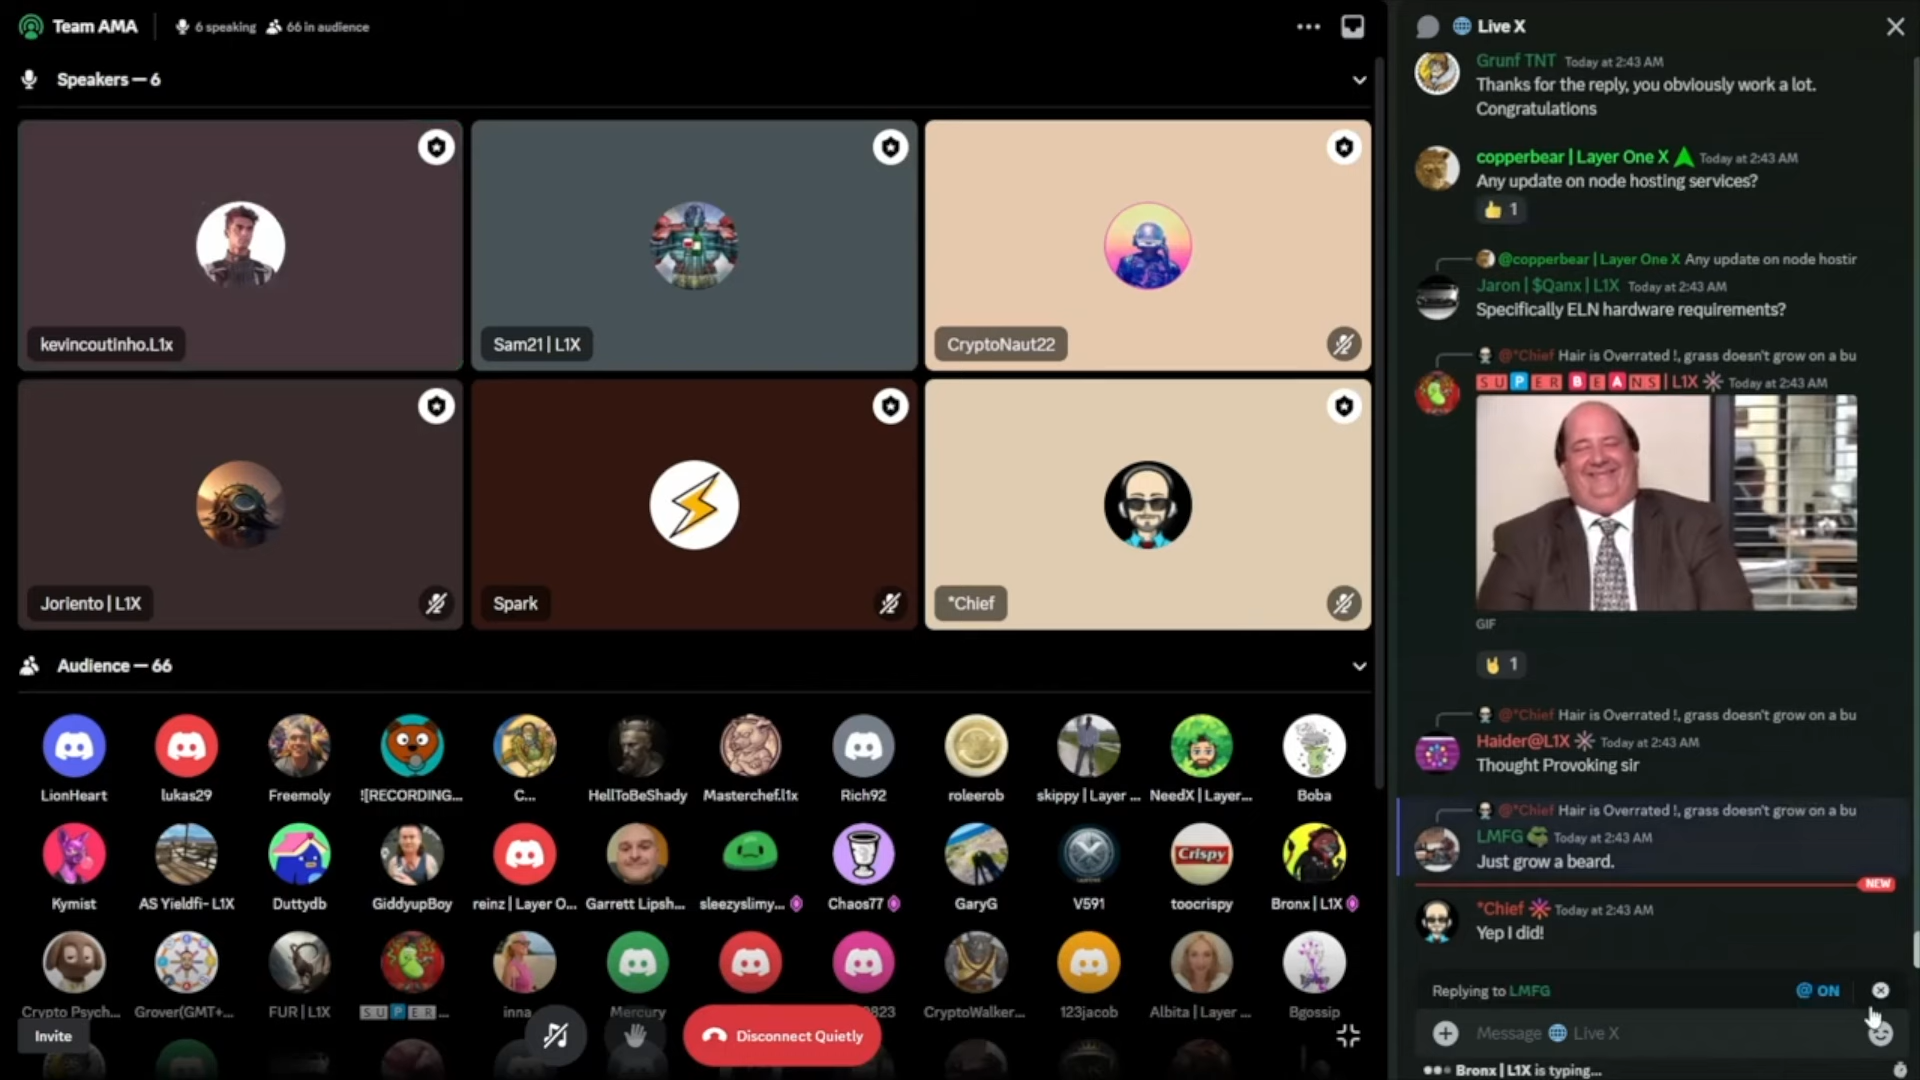 Team AMA
6 speaking
66 in audience
Speakers — 6
kevincoutinho.L1x
Sam21 | L1X
CryptoNaut22
Joriento | L1X
Spark
*Chief
Audience — 66
LionHeart
lukas29
Freemoly
![RECORDING...
C...
HellToBeShady
Masterchef.l1x
Rich92
roleerob
skippy | Layer ...
NeedX | Layer...
Boba
Kymist
AS Yieldfi- L1X
Duttydb
GiddyupBoy
reinz | Layer O...
Garrett Lipsh...
sleezyslimy...
Chaos77
GaryG
V591
Crispy
toocrispy
Bronx | L1X
Crypto Psych...
Grover(GMT+...
FUR | L1X
SUPER...
inna
Mercury
823
CryptoWalker...
123jacob
Albita | Layer ...
Bgossip
Invite
Disconnect Quietly
Live X
Grunf TNT Today at 2:43 AM
Thanks for the reply, you obviously work a lot.
Congratulations
copperbear | Layer One X Today at 2:43 AM
Any update on node hosting services?
1
@copperbear | Layer One X Any update on node hostir
Jaron | $Qanx | L1X Today at 2:43 AM
Specifically ELN hardware requirements?
@*Chief Hair is Overrated !, grass doesn't grow on a bu
SUPER BEANS | L1X Today at 2:43 AM
GIF
1
@*Chief Hair is Overrated !, grass doesn't grow on a bu
Haider@L1X Today at 2:43 AM
Thought Provoking sir
@*Chief Hair is Overrated !, grass doesn't grow on a bu
LMFG Today at 2:43 AM
Just grow a beard.
NEW
*Chief Today at 2:43 AM
Yep I did!
Replying to LMFG
@ ON
Message Live X
Bronx | L1X is typing...